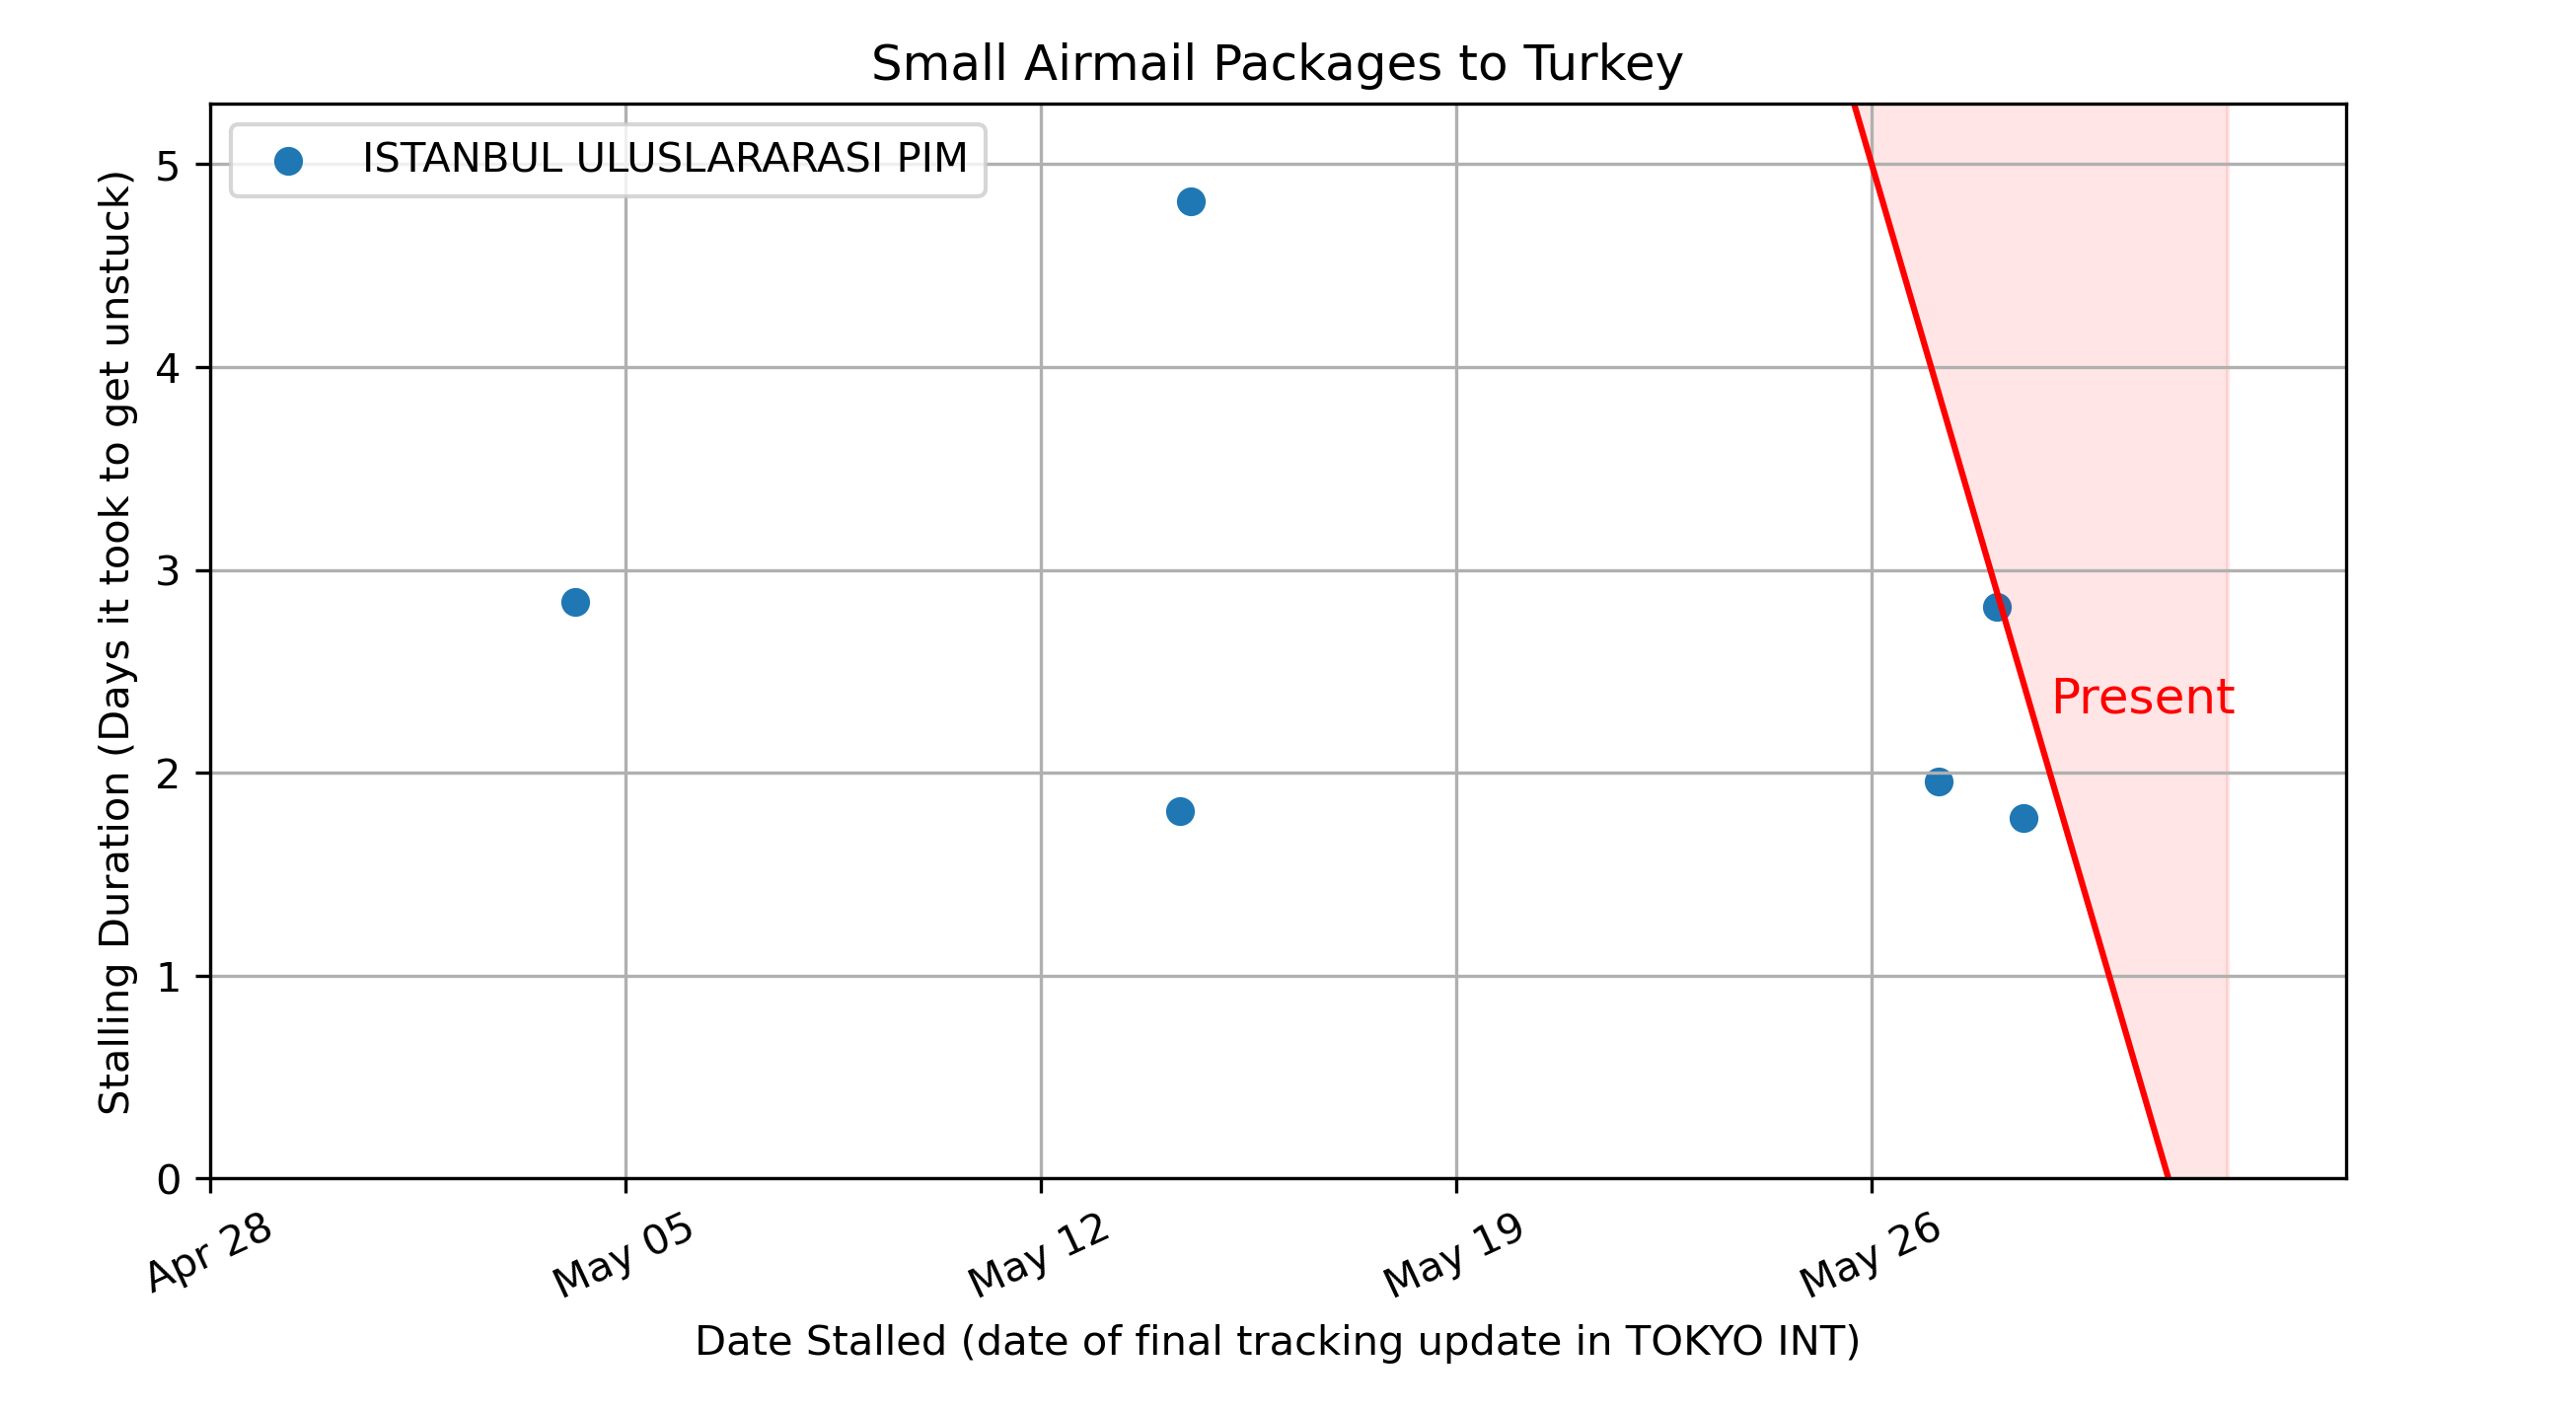 Small Airmail Packages to Turkey
ISTANBUL ULUSLARARASI PIM
Stalling Duration (Days it took to get unstuck)
5
4
3
2
1
0
Present
Apr 28
May 05
May 12
May 19
May 26
Date Stalled (date of final tracking update in TOKYO INT)